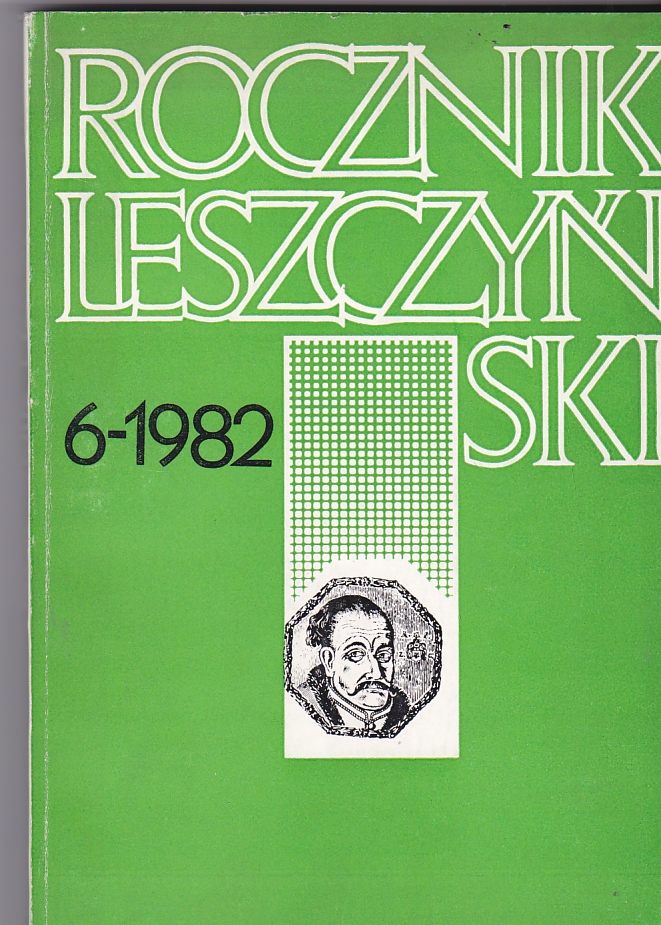 ROCZNIK
LESZCZYŃ
SKI
6-1982